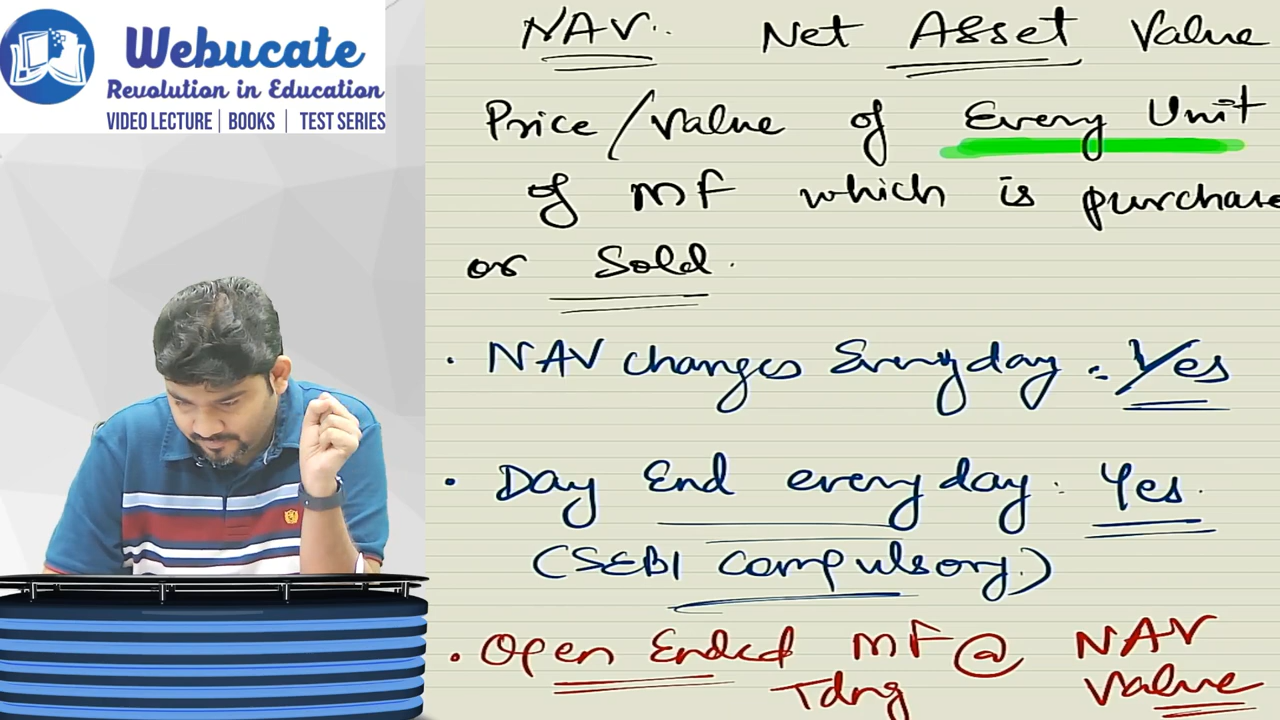 Webucate
Revolution in Education
VIDEO LECTURE | BOOKS | TEST SERIES
NAV. Net Asset Value
Price/Value of Every Unit
of MF which is purchase
or Sold.
• NAV changes Everyday = Yes
• Day End everyday : Yes.
(SEBI compulsory.)
• Open Ended MF @ NAV
Tdng Value